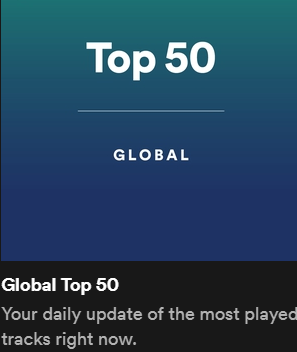 Top 50
GLOBAL
Global Top 50
Your daily update of the most played
tracks right now.